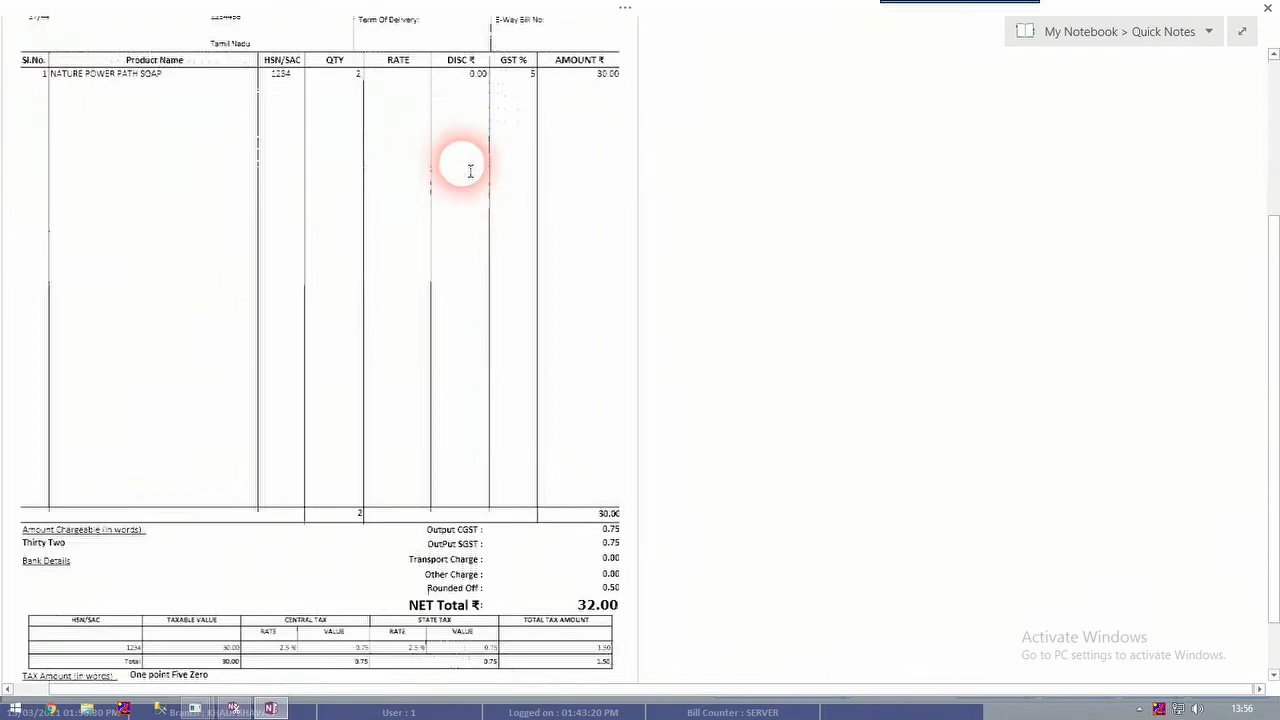 Term Of Delivery: E-Way Bill No:
Tamil Nadu
My Notebook > Quick Notes
Sl.No. Product Name HSN/SAC QTY RATE DISC ₹ GST % AMOUNT ₹
1 NATURE POWER PATH SOAP 1234 2 0.00 5 30.00
2 30.00
Amount Chargeable (in words) Output CGST : 0.75
Thirty Two OutPut SGST : 0.75
Bank Details Transport Charge : 0.00
Other Charge : 0.00
Rounded Off : 0.50
NET Total ₹: 32.00
HSN/SAC TAXABLE VALUE CENTRAL TAX STATE TAX TOTAL TAX AMOUNT
RATE VALUE RATE VALUE
1234 30.00 2.5 % 0.75 2.5 % 0.75 1.50
Total 30.00 0.75 0.75 1.50
TAX Amount (in words) One point Five Zero
Activate Windows
Go to PC settings to activate Windows.
User : 1 Logged on : 01:43:20 PM Bill Counter : SERVER
13:56